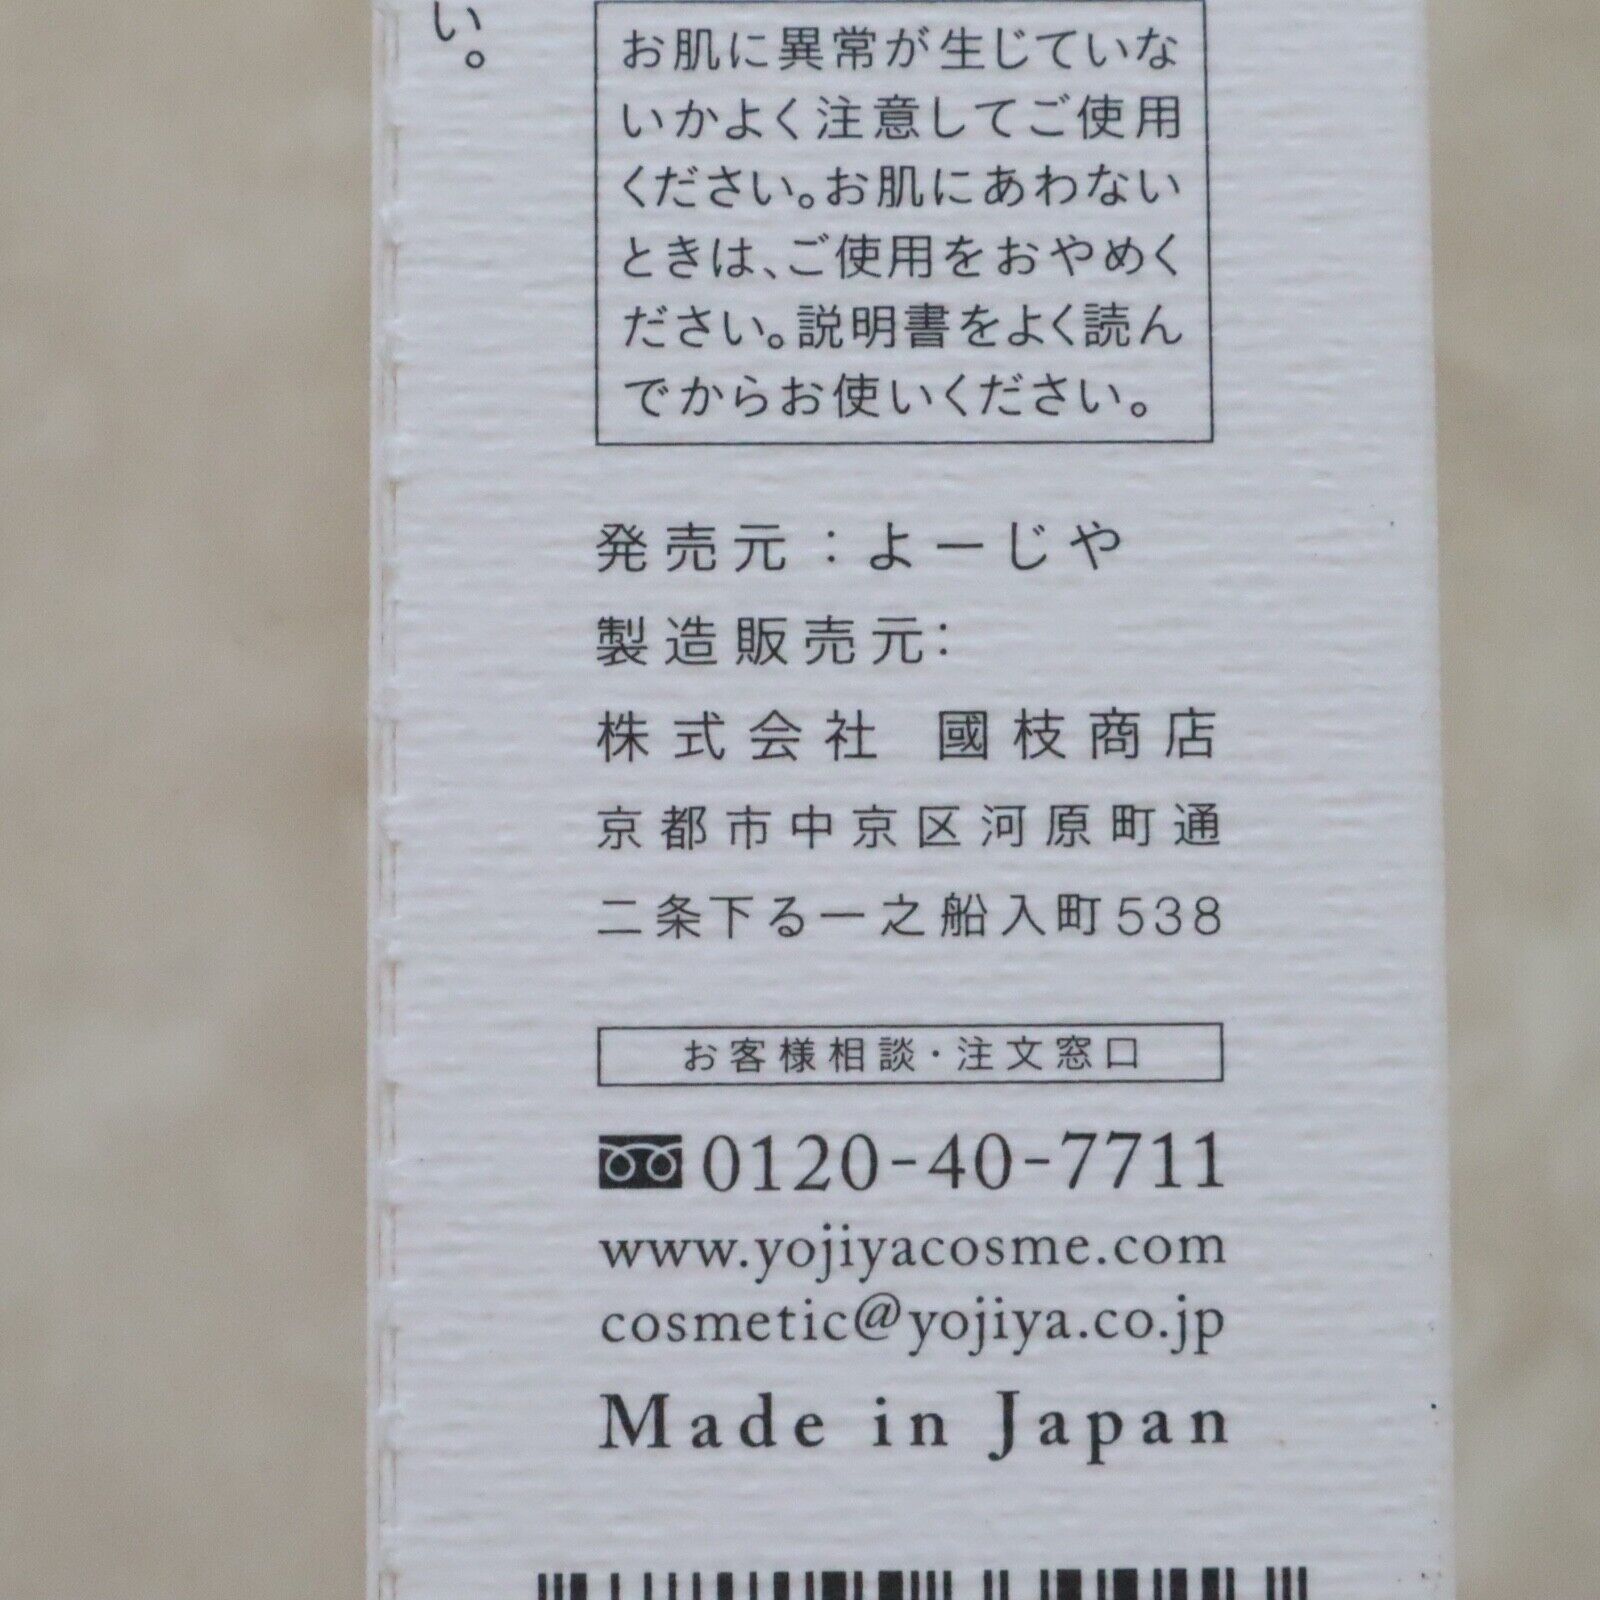 い。
お肌に異常が生じていな
いかよく注意してご使用
ください。お肌にあわない
ときは、ご使用をおやめく
ださい。説明書をよく読ん
でからお使いください。
発売元：よーじや
製造販売元：
株式会社 國枝商店
京都市中京区河原町通
二条下る一之船入町538
お客様相談・注文窓口
0120-40-7711
www.yojiyacosme.com
cosmetic@yojiya.co.jp
Made in Japan